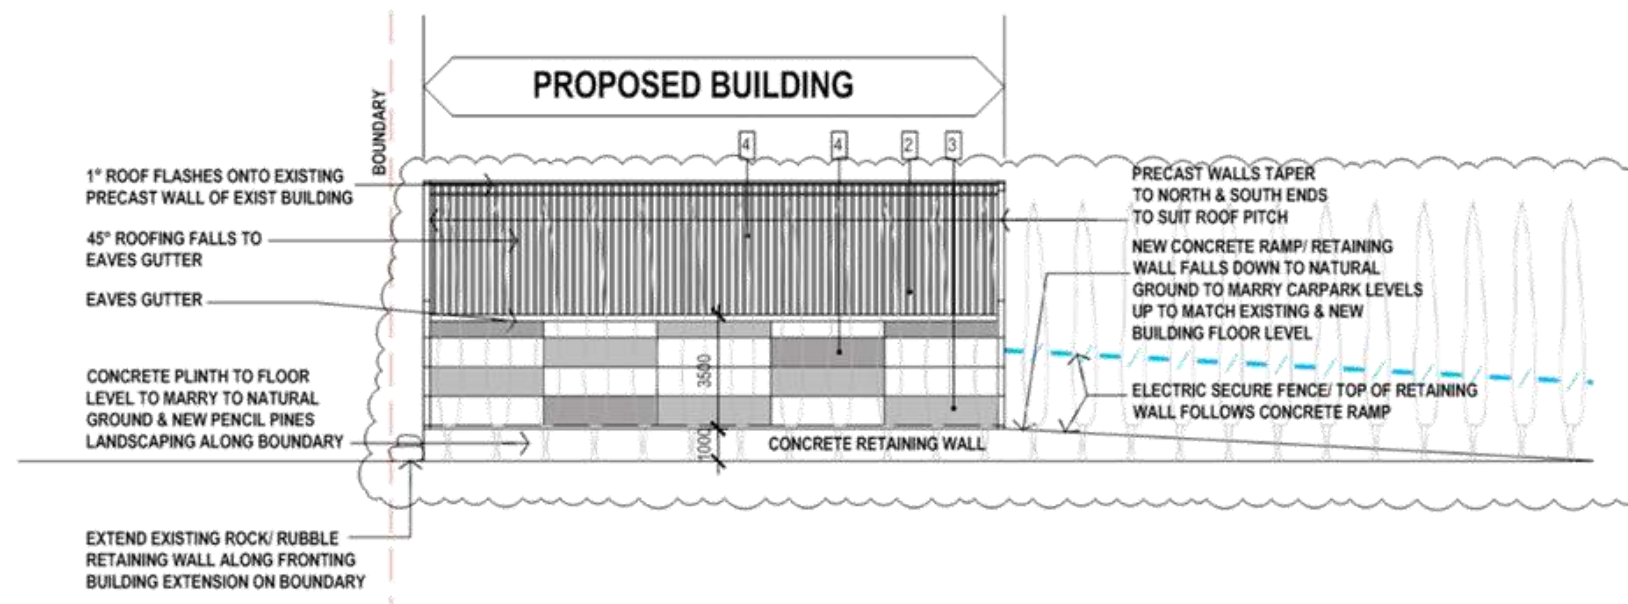 PROPOSED BUILDING
BOUNDARY
4
4
2
3
1° ROOF FLASHES ONTO EXISTING
PRECAST WALL OF EXIST BUILDING
45° ROOFING FALLS TO
EAVES GUTTER
EAVES GUTTER
CONCRETE PLINTH TO FLOOR
LEVEL TO MARRY TO NATURAL
GROUND & NEW PENCIL PINES
LANDSCAPING ALONG BOUNDARY
EXTEND EXISTING ROCK/ RUBBLE
RETAINING WALL ALONG FRONTING
BUILDING EXTENSION ON BOUNDARY
3500
1000
CONCRETE RETAINING WALL
PRECAST WALLS TAPER
TO NORTH & SOUTH ENDS
TO SUIT ROOF PITCH
NEW CONCRETE RAMP/ RETAINING
WALL FALLS DOWN TO NATURAL
GROUND TO MARRY CARPARK LEVELS
UP TO MATCH EXISTING & NEW
BUILDING FLOOR LEVEL
ELECTRIC SECURE FENCE/ TOP OF RETAINING
WALL FOLLOWS CONCRETE RAMP